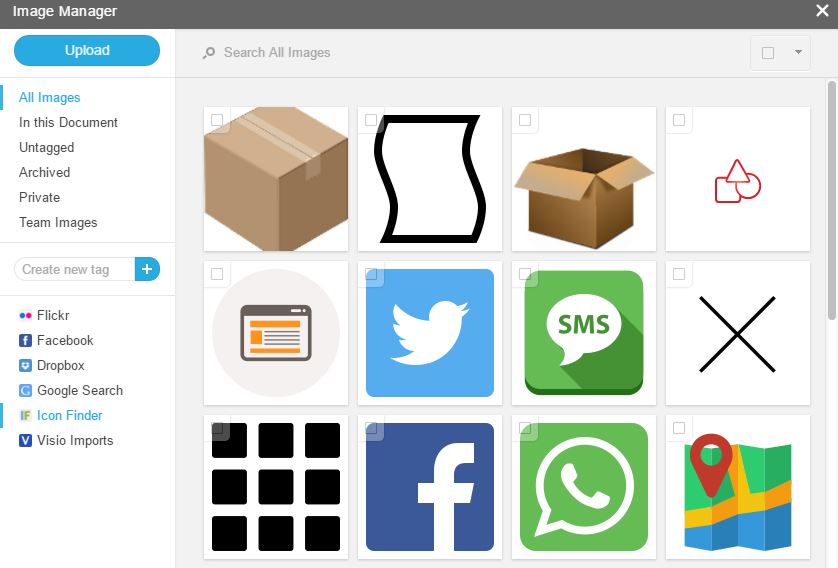 Image Manager
Upload
Search All Images
All Images
In this Document
Untagged
Archived
Private
Team Images
Create new tag
Flickr
Facebook
Dropbox
Google Search
Icon Finder
Visio Imports
SMS